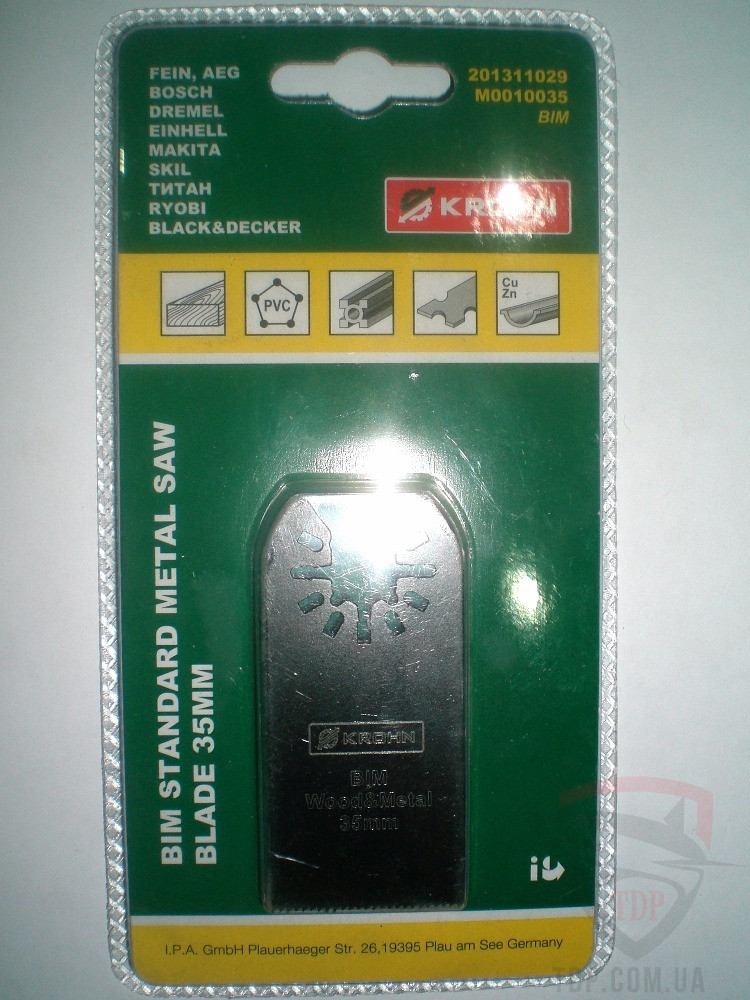 FEIN, AEG
BOSCH
DREMEL
EINHELL
MAKITA
SKIL
ТИТАН
RYOBI
BLACK&DECKER
201311029
M0010035
BIM
KROHN
PVC
Cu
Zn
BIM STANDARD METAL SAW
BLADE 35MM
KROHN
BIM
Wood&Metal
35mm
I.P.A. GmbH Plauerhaeger Str. 26,19395 Plau am See Germany
TDP
TDP.COM.UA